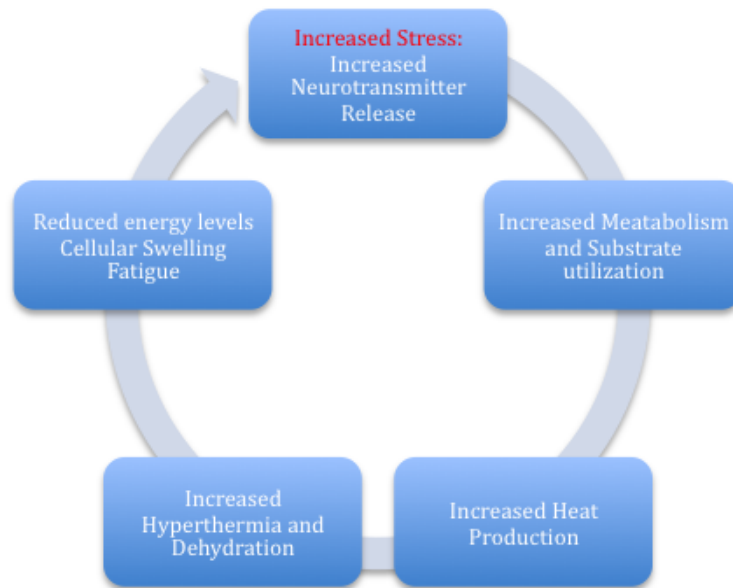 Increased Stress:
Increased
Neurotransmitter
Release
Increased Meatabolism
and Substrate
utilization
Increased Heat
Production
Increased
Hyperthermia and
Dehydration
Reduced energy levels
Cellular Swelling
Fatigue